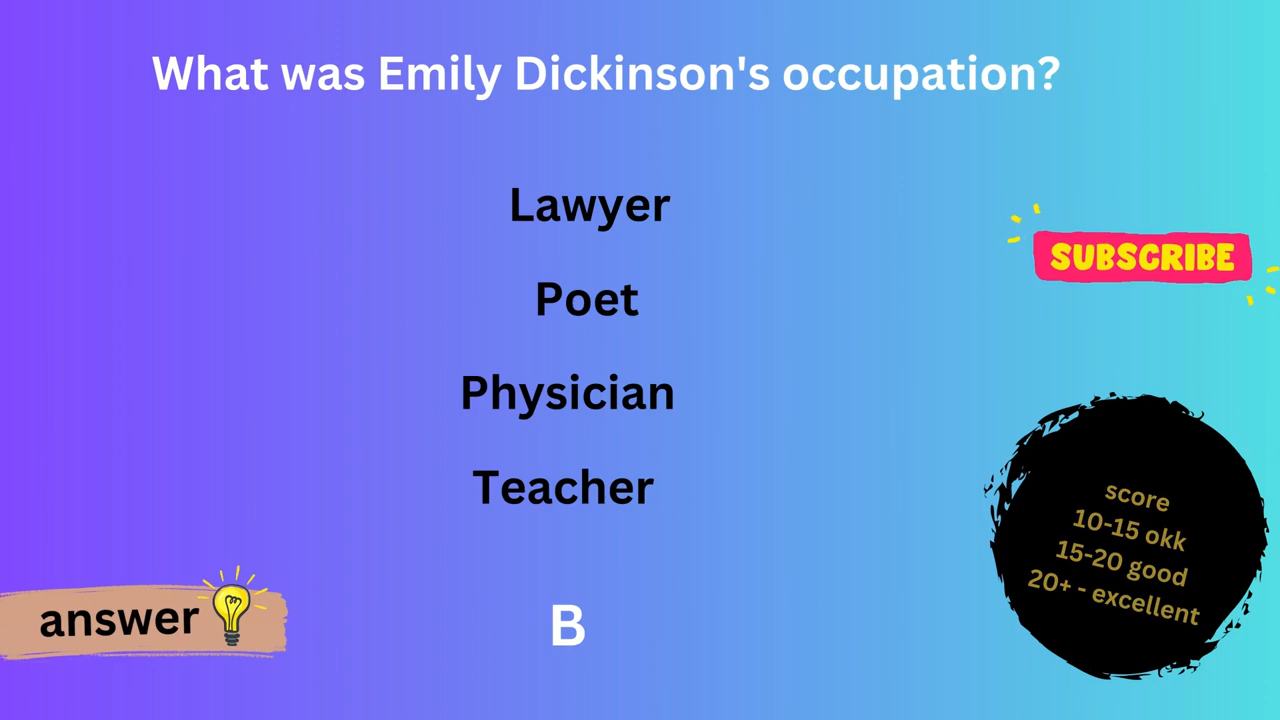 What was Emily Dickinson's occupation?
Lawyer
Poet
Physician
Teacher
SUBSCRIBE
score
10-15 okk
15-20 good
20+ - excellent
answer
B